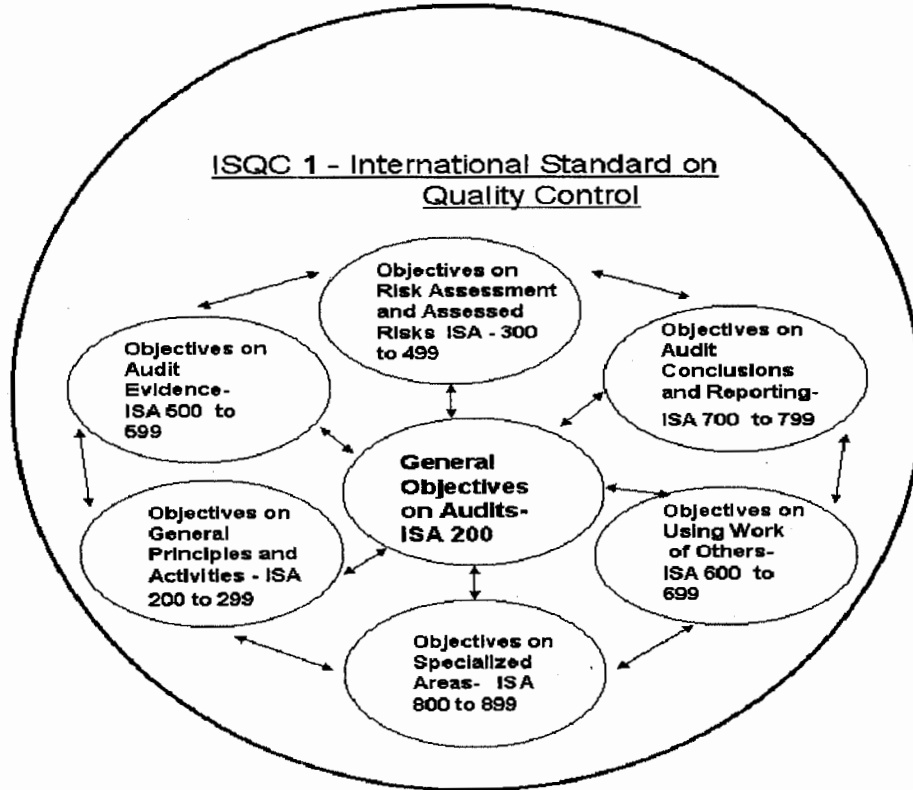 ISQC 1 - International Standard on
Quality Control
Objectives on
Risk Assessment
and Assessed
Risks ISA - 300
to 499
Objectives on
Audit
Evidence-
ISA 500 to
599
Objectives on
Audit
Conclusions
and Reporting-
ISA 700 to 799
General
Objectives
on Audits-
ISA 200
Objectives on
General
Principles and
Activities - ISA
200 to 299
Objectives on
Using Work
of Others-
ISA 600 to
699
Objectives on
Specialized
Areas- ISA
800 to 899